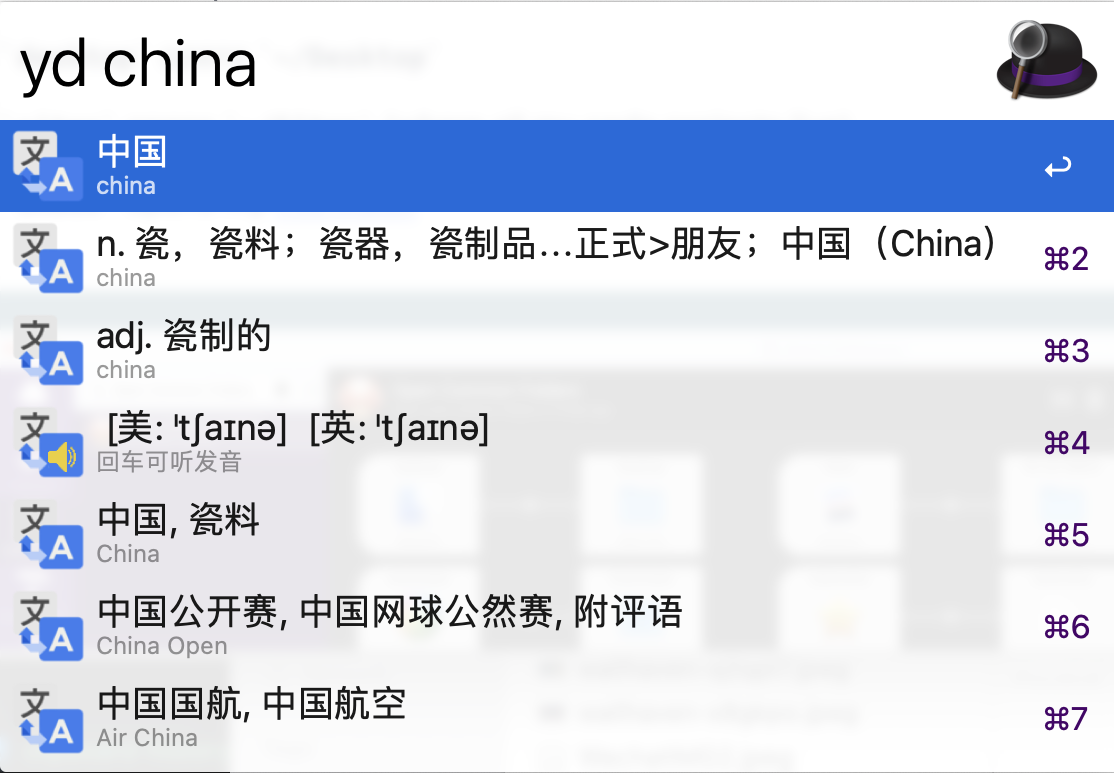 yd china
中国
china
n. 瓷，瓷料；瓷器，瓷制品...正式>朋友；中国（China）
china
⌘2
adj. 瓷制的
china
⌘3
[美: 'tʃaɪnə] [英: 'tʃaɪnə]
回车可听发音
⌘4
中国, 瓷料
China
⌘5
中国公开赛, 中国网球公然赛, 附评语
China Open
⌘6
中国国航, 中国航空
Air China
⌘7